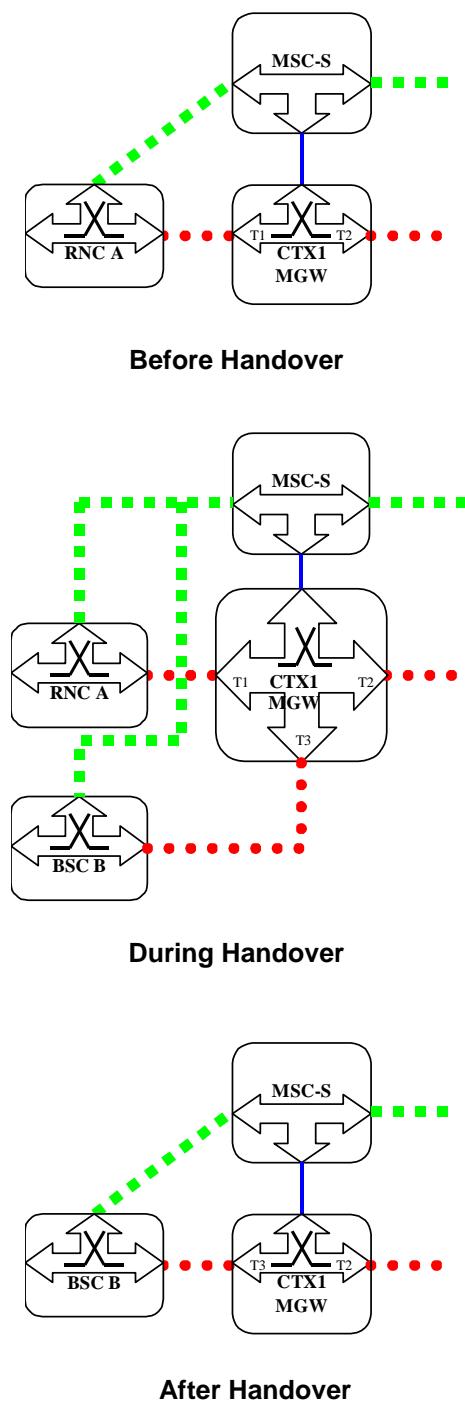 MSC-S
RNC A
T1
T2
CTX1
MGW
Before Handover
MSC-S
RNC A
T1
CTX1
T2
MGW
T3
BSC B
During Handover
MSC-S
BSC B
T3
T2
CTX1
MGW
After Handover